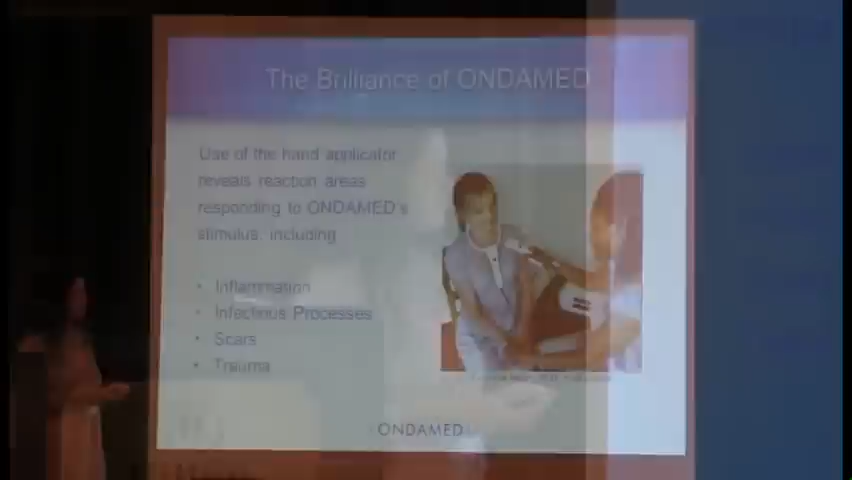 The Brilliance of ONDAMED
Use of the hand applicator
reveals reaction areas
responding to ONDAMED's
stimulus, including
• Inflammation
• Infectious Processes
• Scars
• Trauma
ONDAMED